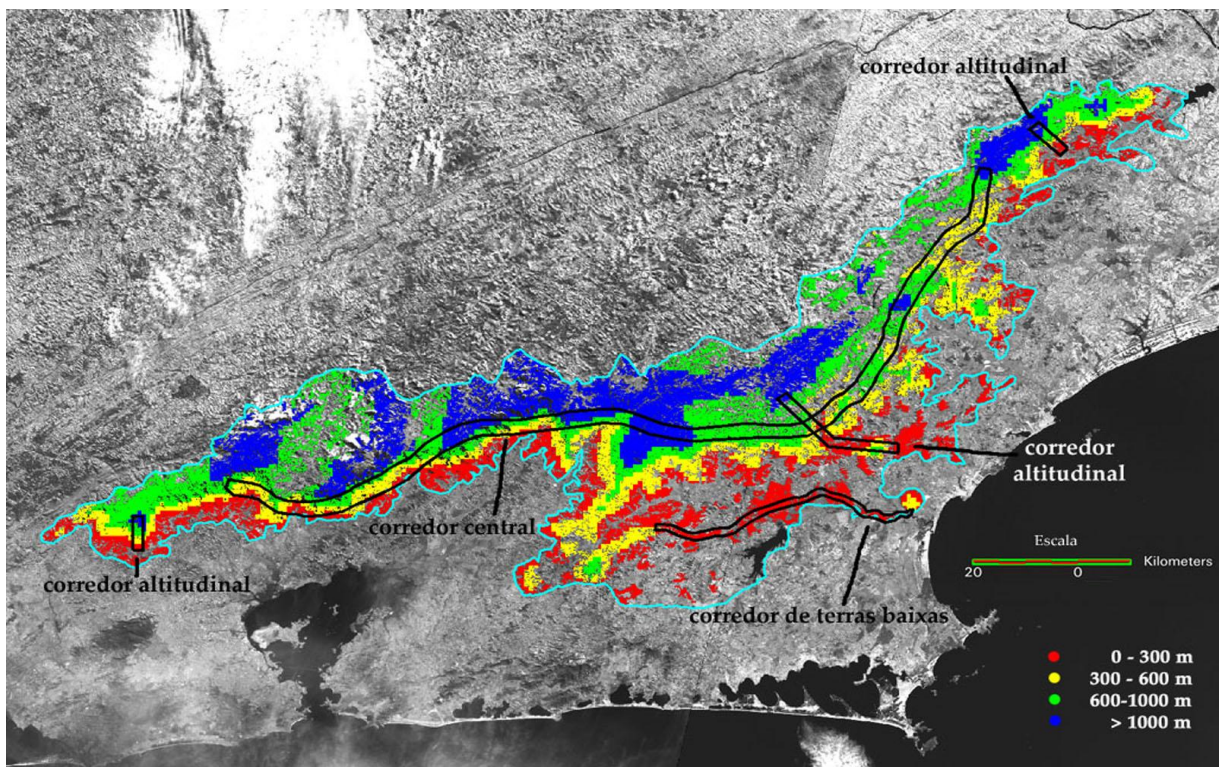 corredor altitudinal
corredor
altitudinal
corredor central
corredor altitudinal
corredor de terras baixas
Escala
Kilometers
20
0
0 - 300 m
300 - 600 m
600-1000 m
> 1000 m